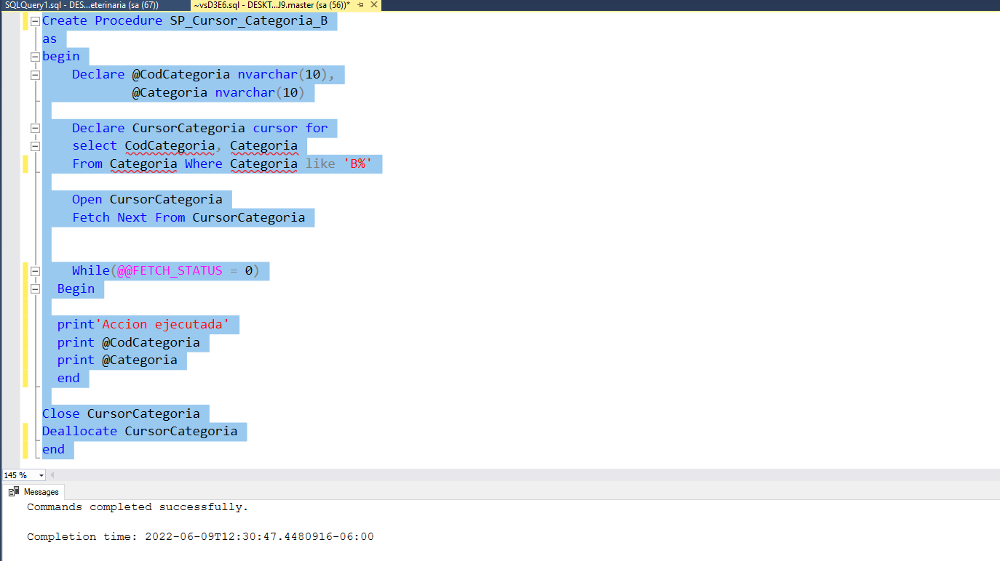 SQLQuery1.sql - DES...eterinaria (sa (67))
~vsD3E6.sql - DESKT...J9.master (sa (56))*
Create Procedure SP_Cursor_Categoria_B
as
begin
Declare @CodCategoria nvarchar(10),
@Categoria nvarchar(10)
Declare CursorCategoria cursor for
select CodCategoria, Categoria
From Categoria Where Categoria like 'B%'
Open CursorCategoria
Fetch Next From CursorCategoria
While(@@FETCH_STATUS = 0)
Begin
print'Accion ejecutada'
print @CodCategoria
print @Categoria
end
Close CursorCategoria
Deallocate CursorCategoria
end
145 %
Messages
Commands completed successfully.
Completion time: 2022-06-09T12:30:47.4480916-06:00